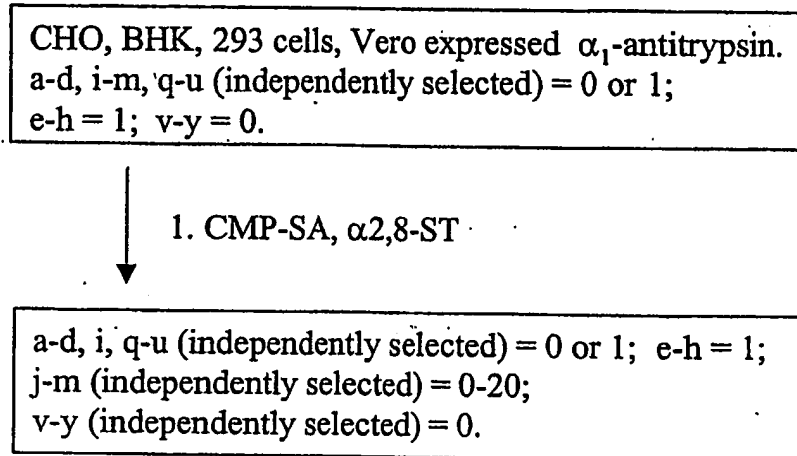 CHO, BHK, 293 cells, Vero expressed α₁-antitrypsin.
a-d, i-m, q-u (independently selected) = 0 or 1;
e-h = 1; v-y = 0.
1. CMP-SA, α2,8-ST
a-d, i, q-u (independently selected) = 0 or 1; e-h = 1;
j-m (independently selected) = 0-20;
v-y (independently selected) = 0.